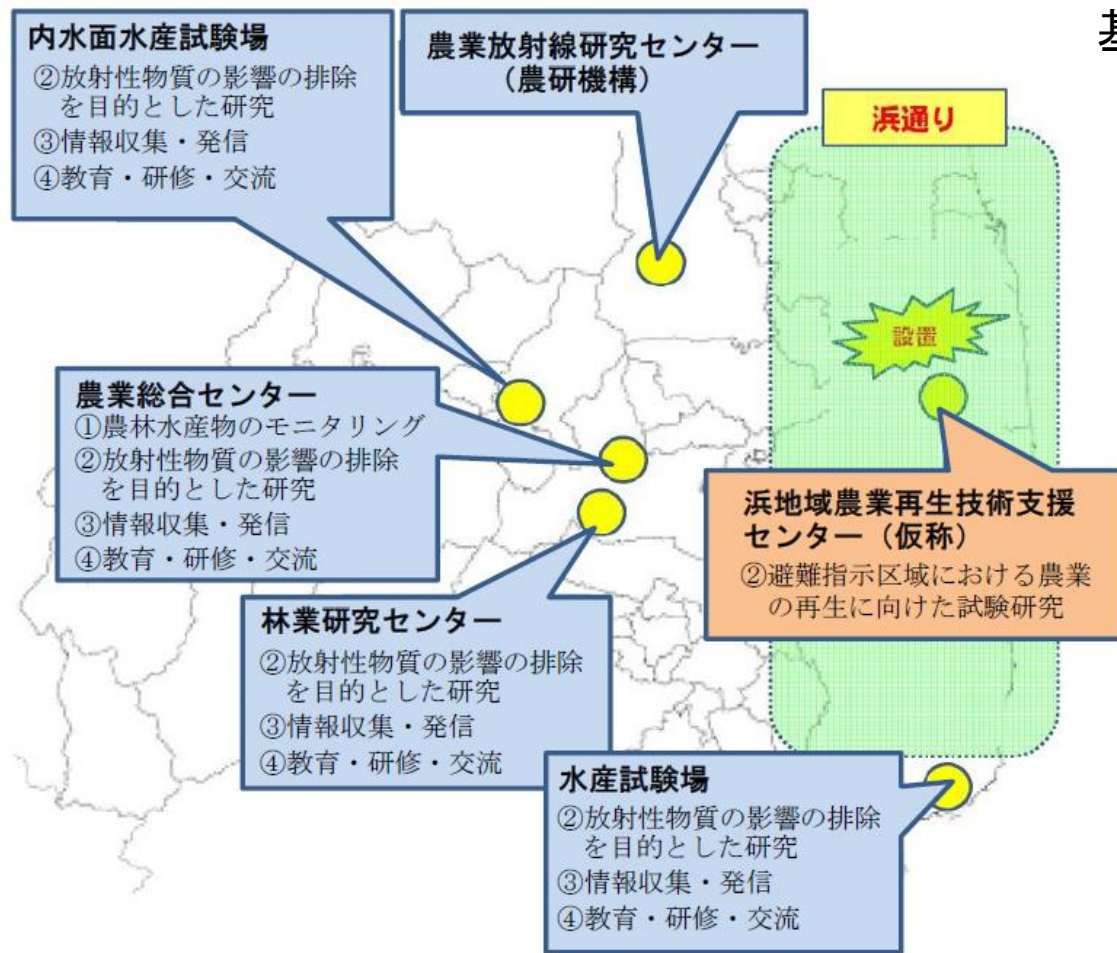 内水面水産試験場
②放射性物質の影響の排除
を目的とした研究
③情報収集・発信
④教育・研修・交流
農業放射線研究センター
（農研機構）
基
浜通り
設置
農業総合センター
①農林水産物のモニタリング
②放射性物質の影響の排除
を目的とした研究
③情報収集・発信
④教育・研修・交流
浜地域農業再生技術支援
センター（仮称）
②避難指示区域における農業
の再生に向けた試験研究
林業研究センター
②放射性物質の影響の排除
を目的とした研究
③情報収集・発信
④教育・研修・交流
水産試験場
②放射性物質の影響の排除
を目的とした研究
③情報収集・発信
④教育・研修・交流